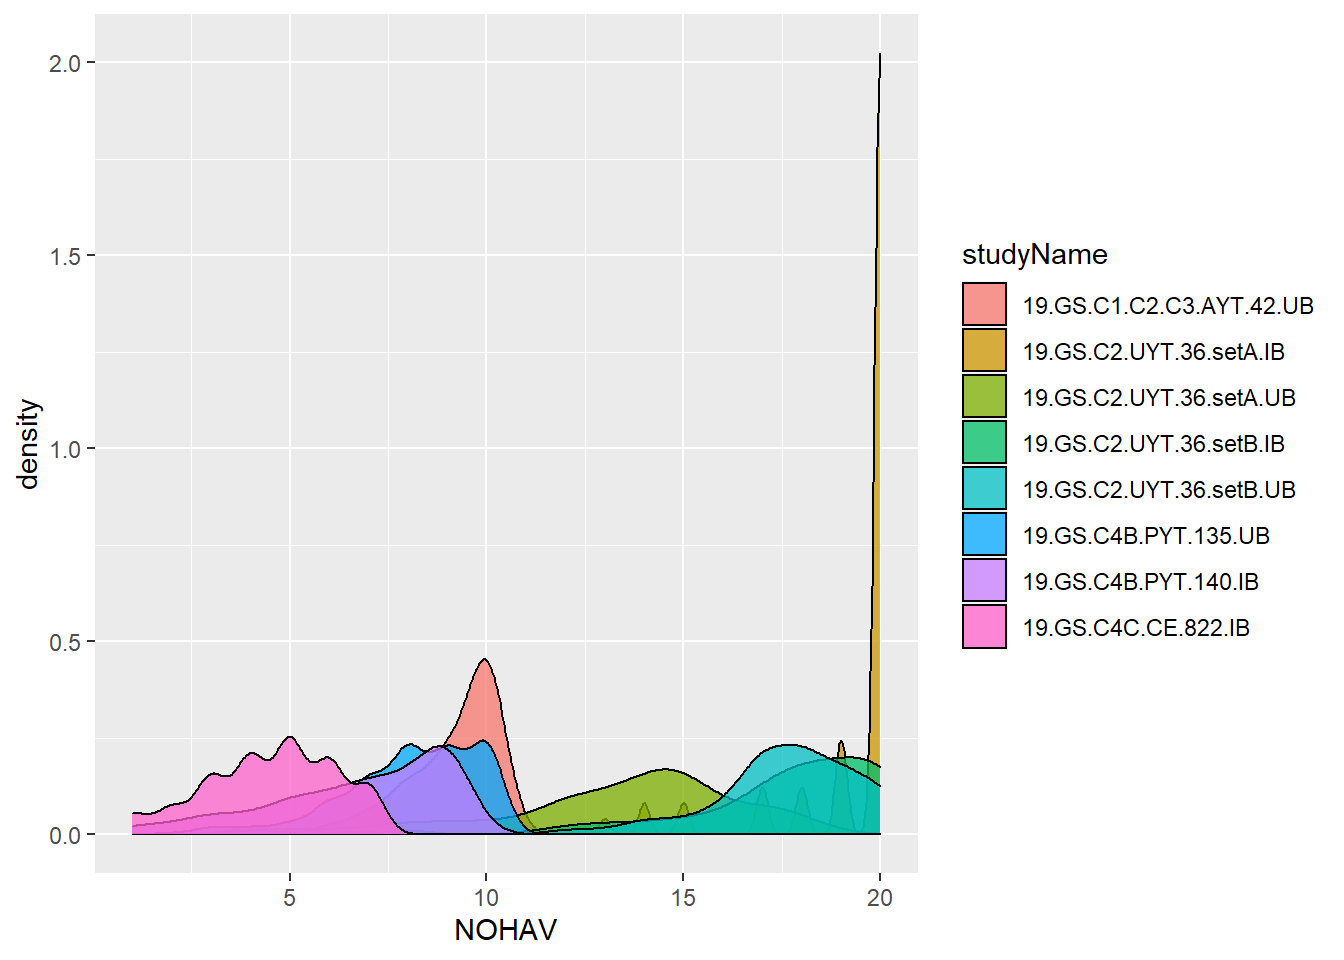 2.0
1.5
1.0
0.5
0.0
density
5
10
15
20
NOHAV
studyName
19.GS.C1.C2.C3.AYT.42.UB
19.GS.C2.UYT.36.setA.IB
19.GS.C2.UYT.36.setA.UB
19.GS.C2.UYT.36.setB.IB
19.GS.C2.UYT.36.setB.UB
19.GS.C4B.PYT.135.UB
19.GS.C4B.PYT.140.IB
19.GS.C4C.CE.822.IB